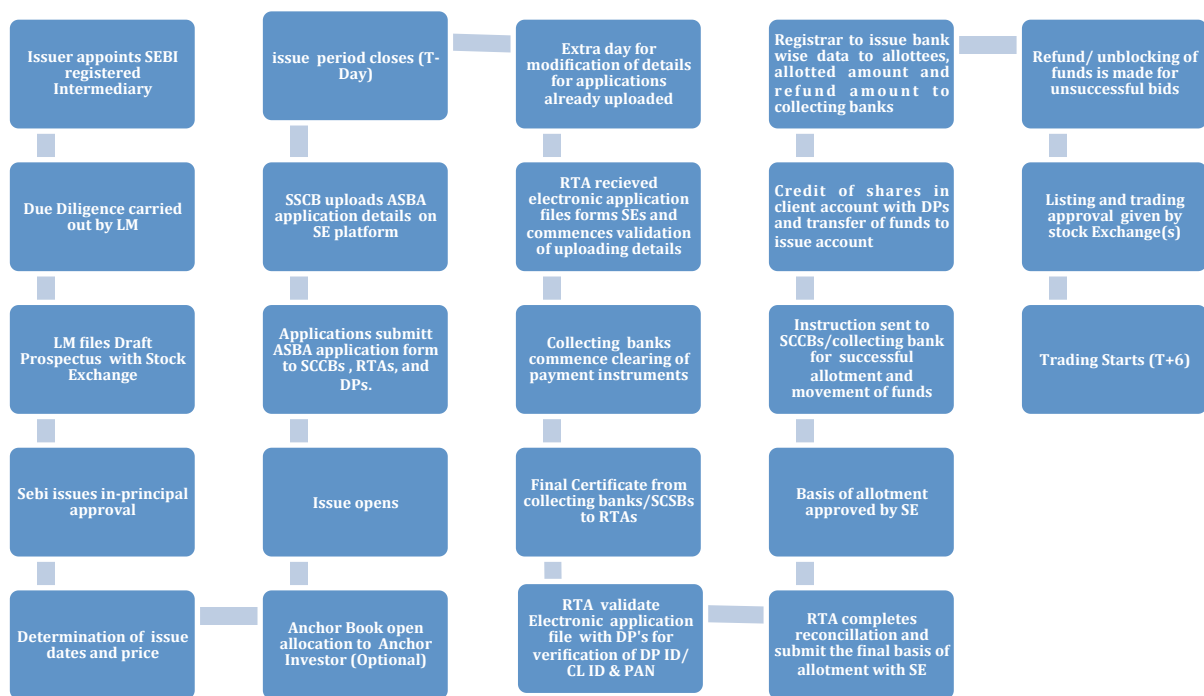 Issuer appoints SEBI
registered
Intermediary
Due Diligence carried
out by LM
LM files Draft
Prospectus with Stock
Exchange
Sebi issues in-principal
approval
Determination of issue
dates and price
Anchor Book open
allocation to Anchor
Investor (Optional)
Issue opens
Applications submitt
ASBA application form
to SCCBs , RTAs, and
DPs.
SSCB uploads ASBA
application details on
SE platform
issue period closes (T-
Day)
Extra day for
modification of details
for applications
already uploaded
RTA recieved
electronic application
files forms SEs and
commences validation
of uploading details
Collecting banks
commence clearing of
payment instruments
Final Certificate from
collecting banks/SCSBs
to RTAs
RTA validate
Electronic application
file with DP's for
verification of DP ID/
CL ID & PAN
RTA completes
reconcillation and
submit the final basis of
allotment with SE
Basis of allotment
approved by SE
Instruction sent to
SCCBs/collecting bank
for successful
allotment and
movement of funds
Credit of shares in
client account with DPs
and transfer of funds to
issue account
Registrar to issue bank
wise data to allottees,
allotted amount and
refund amount to
collecting banks
Refund/ unblocking of
funds is made for
unsuccessful bids
Listing and trading
approval given by
stock Exchange(s)
Trading Starts (T+6)